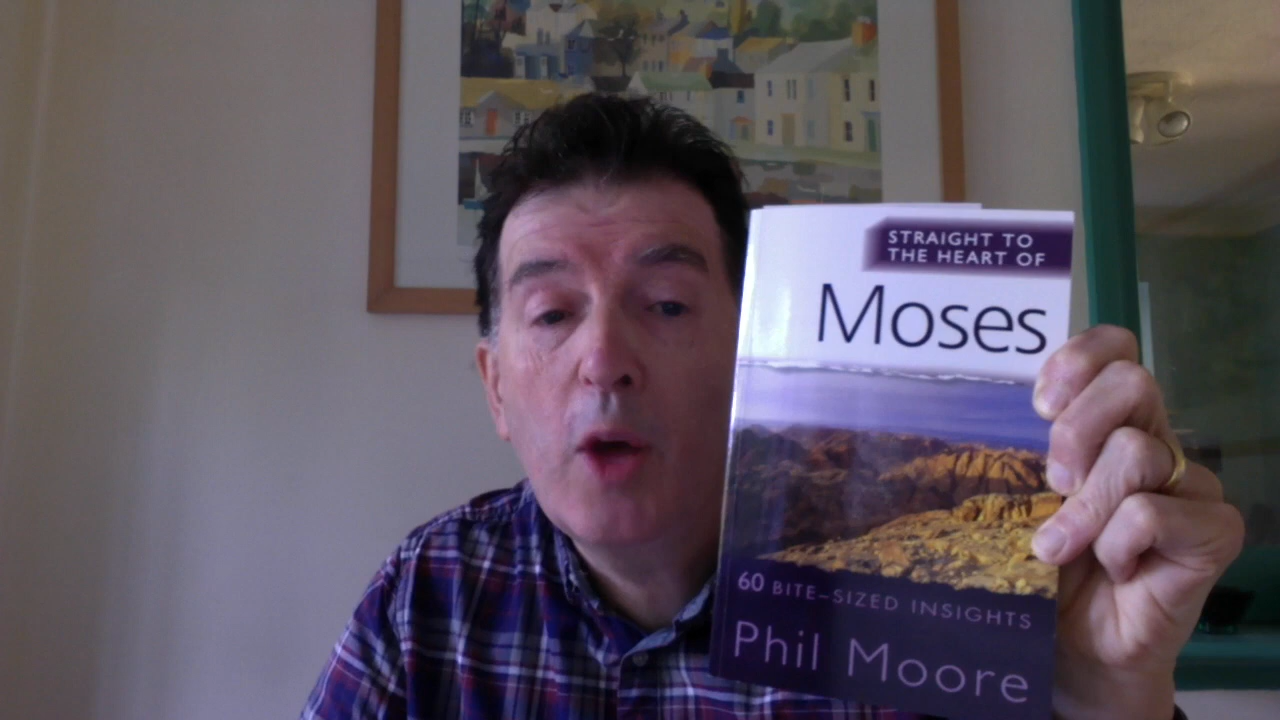 STRAIGHT TO
THE HEART OF
Moses
60 BITE-SIZED INSIGHTS
Phil Moore